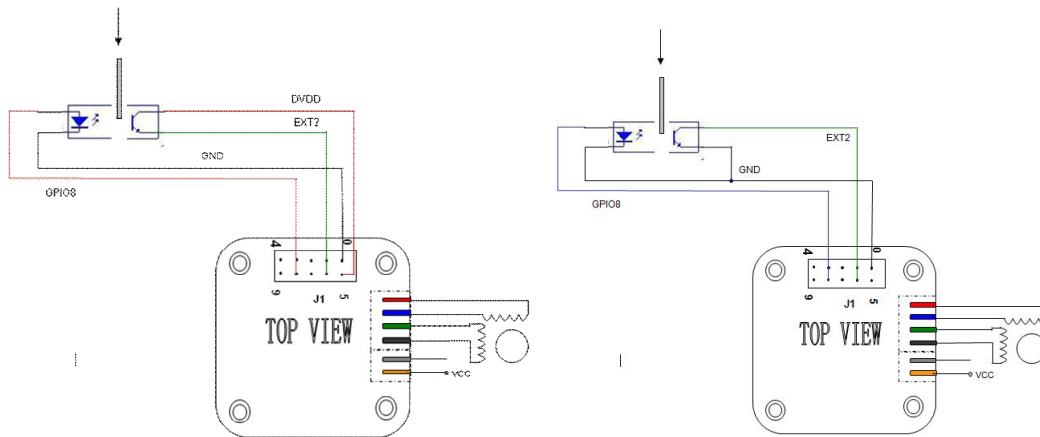 DVDD
EXT2
GND
GPIO8
4
0
9
5
J1
TOP VIEW
VCC
EXT2
GND
GPIO8
4
0
9
5
J1
TOP VIEW
VCC